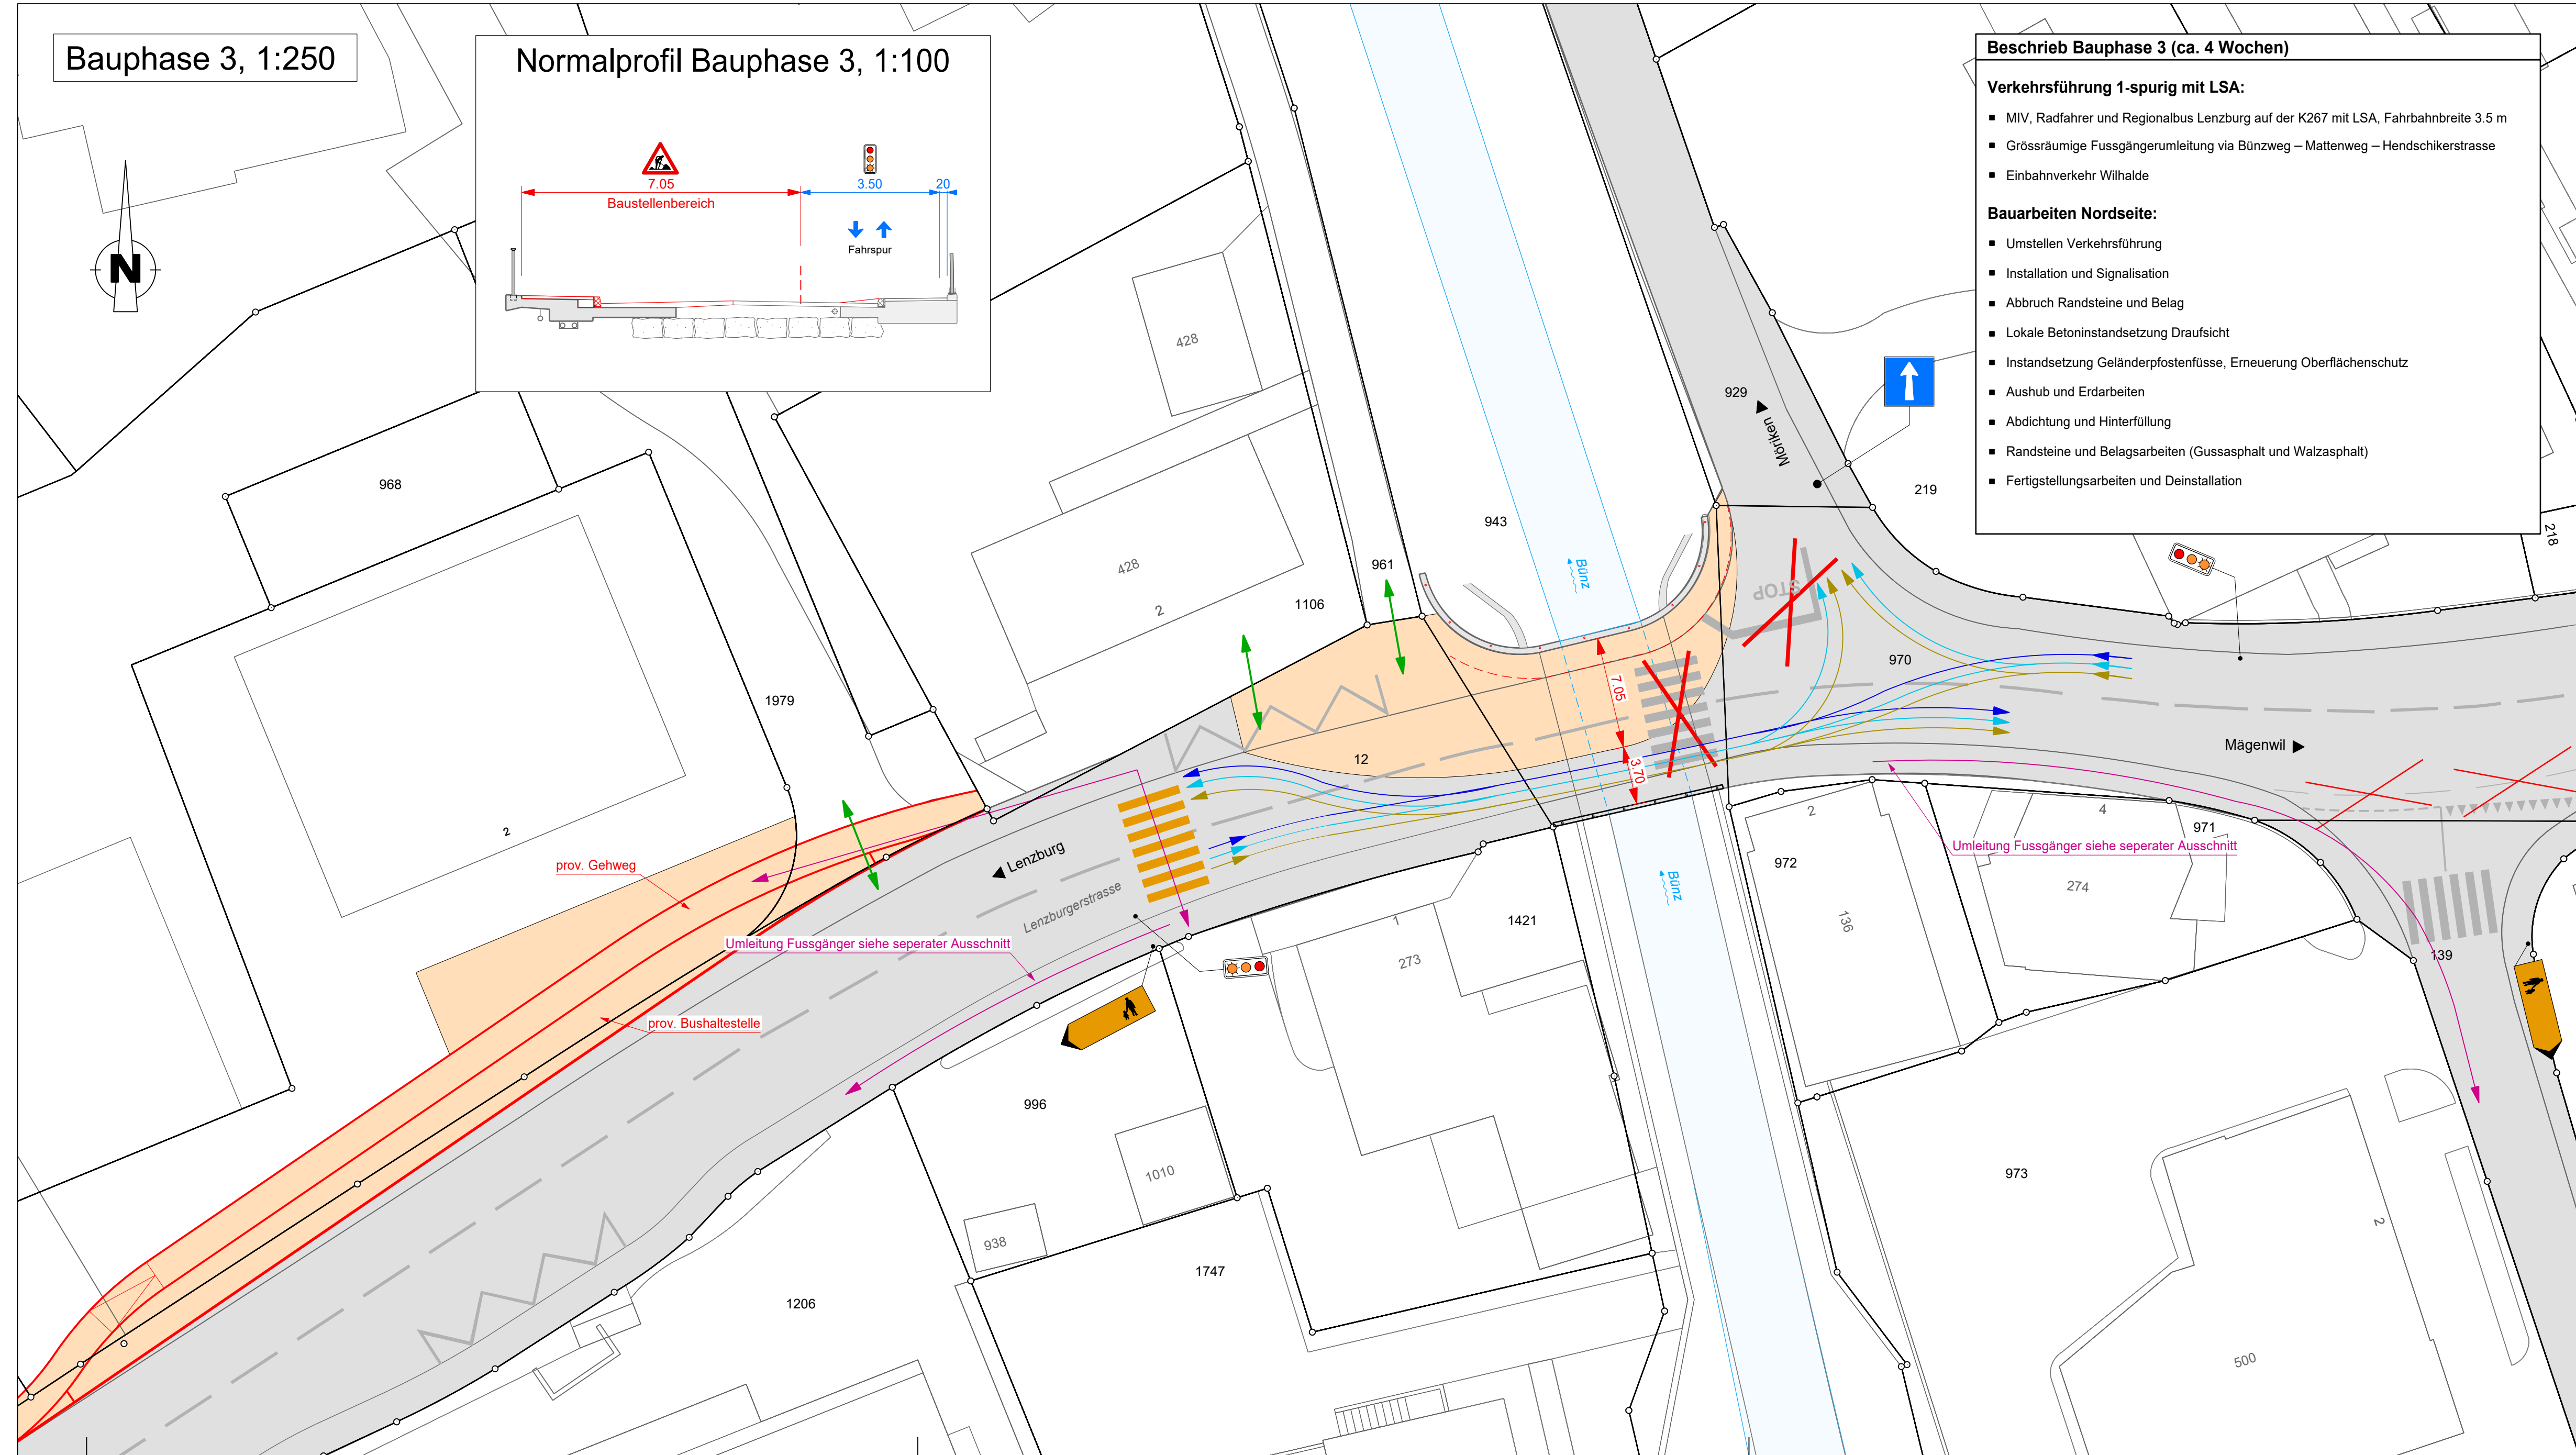 Bauphase 3, 1:250
Normalprofil Bauphase 3, 1:100
7.05
3.50
20
Baustellenbereich
Fahrspur
N
Beschrieb Bauphase 3 (ca. 4 Wochen)
Verkehrsführung 1-spurig mit LSA:
▪ MIV, Radfahrer und Regionalbus Lenzburg auf der K267 mit LSA, Fahrbahnbreite 3.5 m
▪ Grössräumige Fussgängerumleitung via Bünzweg – Mattenweg – Hendschikerstrasse
▪ Einbahnverkehr Wilhalde
Bauarbeiten Nordseite:
▪ Umstellen Verkehrsführung
▪ Installation und Signalisation
▪ Abbruch Randsteine und Belag
▪ Lokale Betoninstandsetzung Draufsicht
▪ Instandsetzung Geländerpfostenfüsse, Erneuerung Oberflächenschutz
▪ Aushub und Erdarbeiten
▪ Abdichtung und Hinterfüllung
▪ Randsteine und Belagsarbeiten (Gussasphalt und Walzasphalt)
▪ Fertigstellungsarbeiten und Deinstallation
428
929
Möriken
968
219
943
218
428
961
Bünz
2
1106
STOP
970
7.05
1979
12
3.70
Mägenwil
2
4
971
2
972
Lenzburg
prov. Gehweg
Umleitung Fussgänger siehe seperater Ausschnitt
Lenzburgerstrasse
Bünz
274
136
1
1421
273
Umleitung Fussgänger siehe seperater Ausschnitt
139
prov. Bushaltestelle
996
1010
973
938
2
1747
1206
500